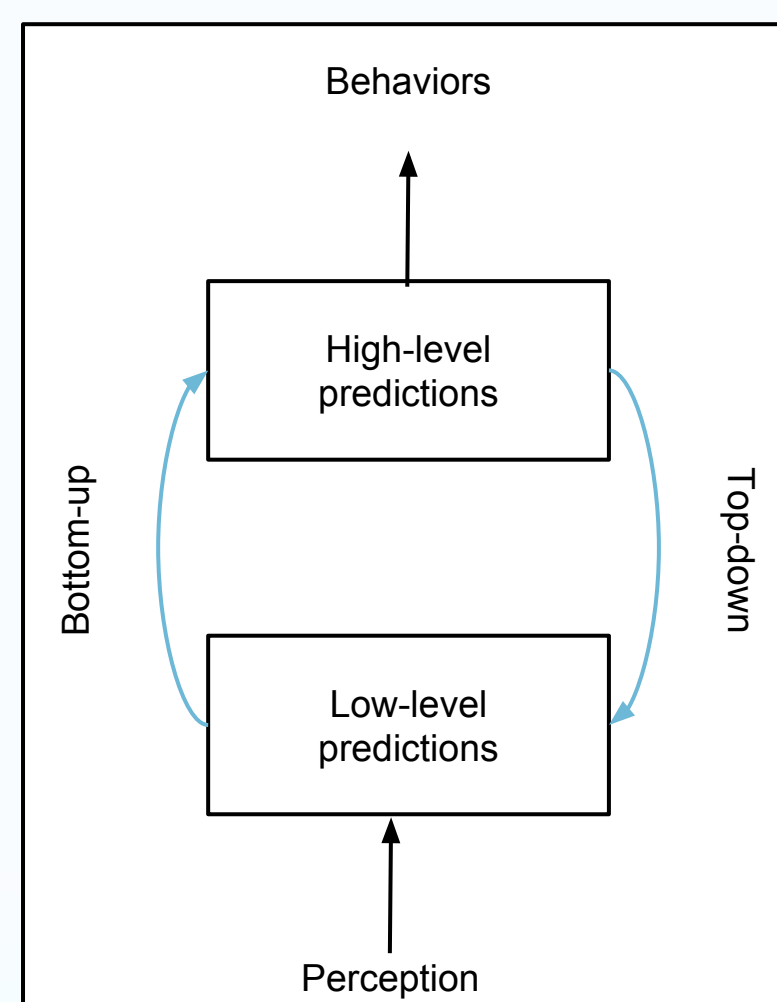 Behaviors
High-level
predictions
Bottom-up
Top-down
Low-level
predictions
Perception